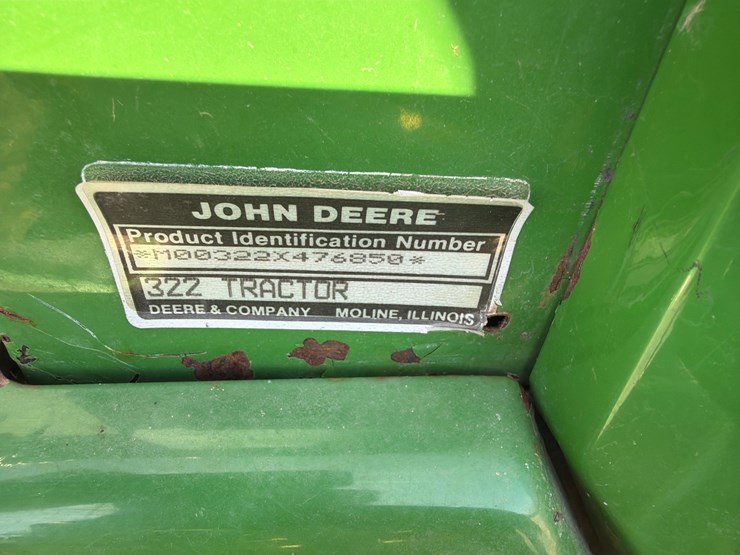 JOHN DEERE
Product Identification Number
*M00322X476850*
322 TRACTOR
DEERE & COMPANY MOLINE, ILLINOIS